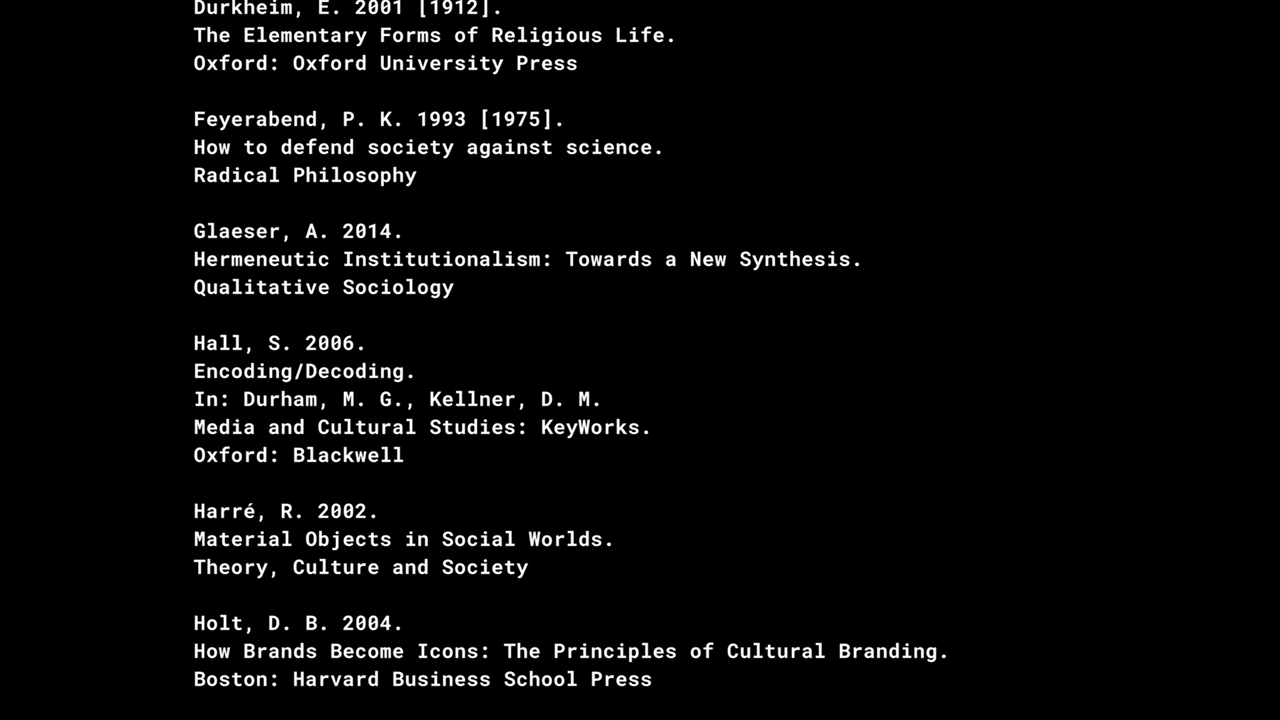 Durkheim, E. 2001 [1912].
The Elementary Forms of Religious Life.
Oxford: Oxford University Press
Feyerabend, P. K. 1993 [1975].
How to defend society against science.
Radical Philosophy
Glaeser, A. 2014.
Hermeneutic Institutionalism: Towards a New Synthesis.
Qualitative Sociology
Hall, S. 2006.
Encoding/Decoding.
In: Durham, M. G., Kellner, D. M.
Media and Cultural Studies: KeyWorks.
Oxford: Blackwell
Harré, R. 2002.
Material Objects in Social Worlds.
Theory, Culture and Society
Holt, D. B. 2004.
How Brands Become Icons: The Principles of Cultural Branding.
Boston: Harvard Business School Press